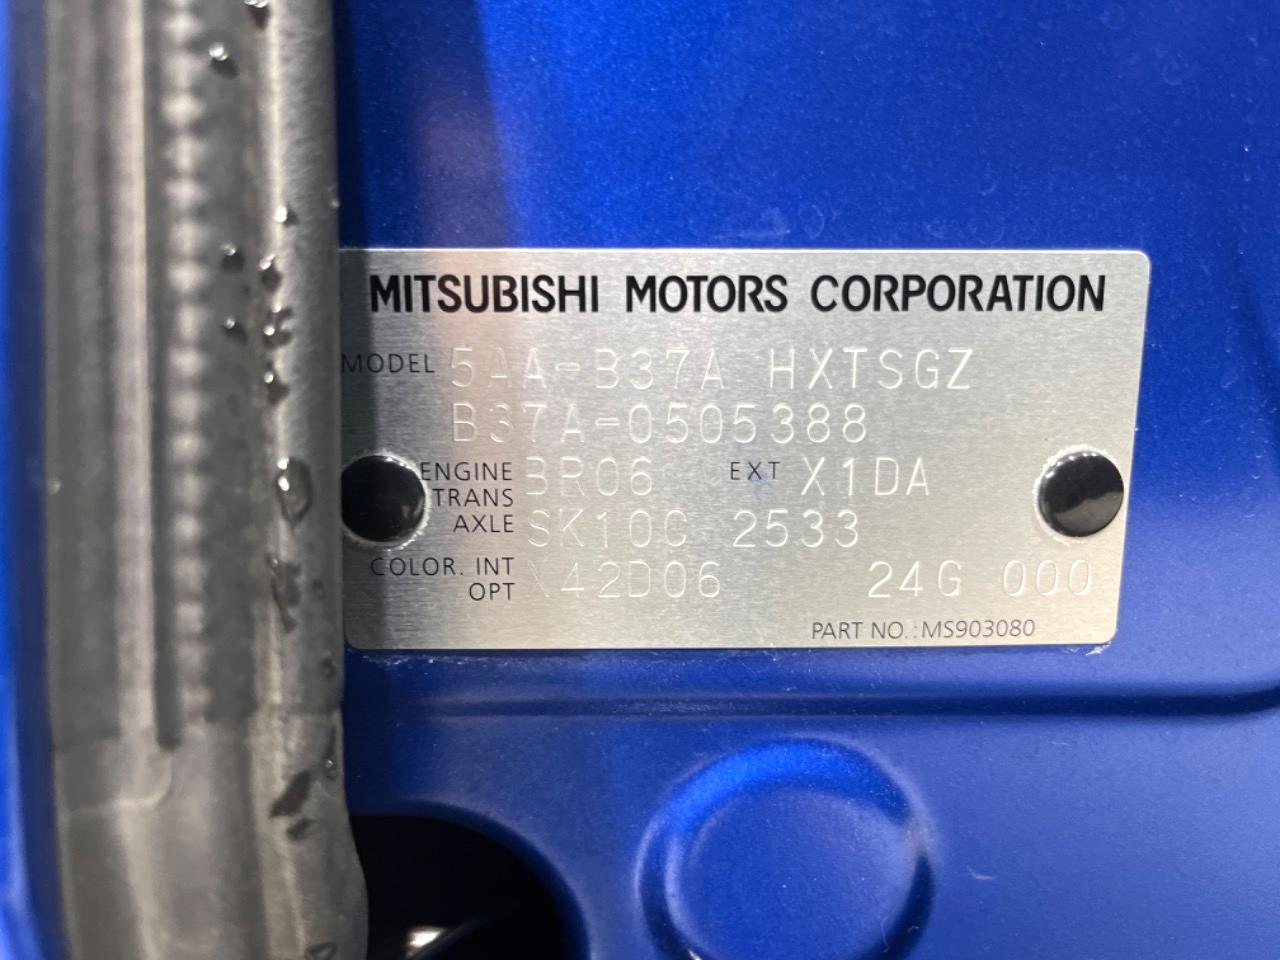 MITSUBISHI MOTORS CORPORATION
MODEL 5AA-B37A HXTSGZ
B37A-0505388
ENGINE BR06 EXT X1DA
TRANS
AXLE SK10C 2533
COLOR. INT
OPT X42D06 24G 000
PART NO.: MS903080